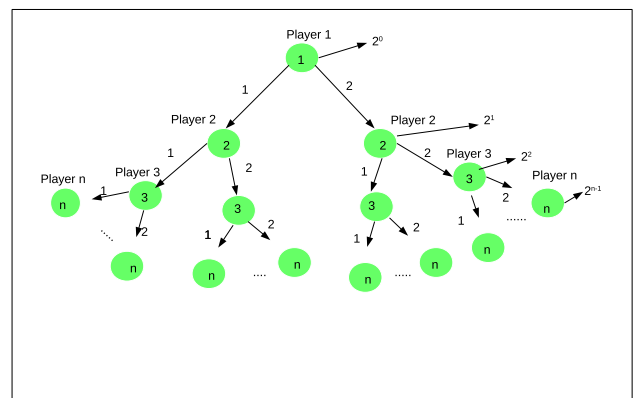 Player 1
1
2⁰
1
2
Player 2
2
Player 2
2
2¹
1
2
1
2
Player 3
2²
Player 3
3
Player n
n
1
2
3
3
3
1
2
Player n
n
2ⁿ⁻¹
.....
1
2
1
2
1
......
n
n
....
n
n
.....
n
n